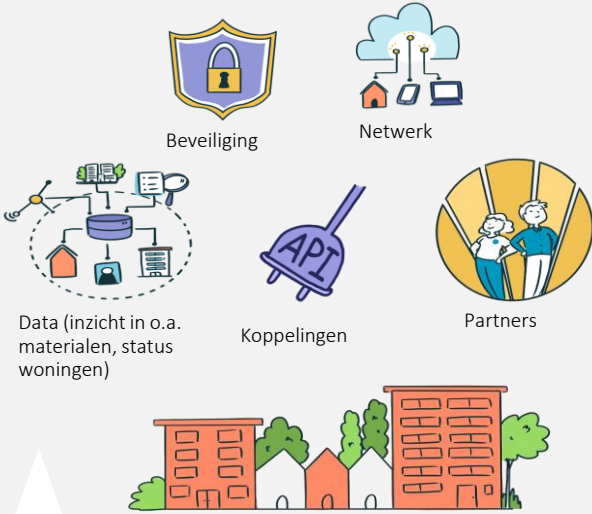 Beveiliging
Netwerk
API
Data (inzicht in o.a.
materialen, status
woningen)
Koppelingen
Partners